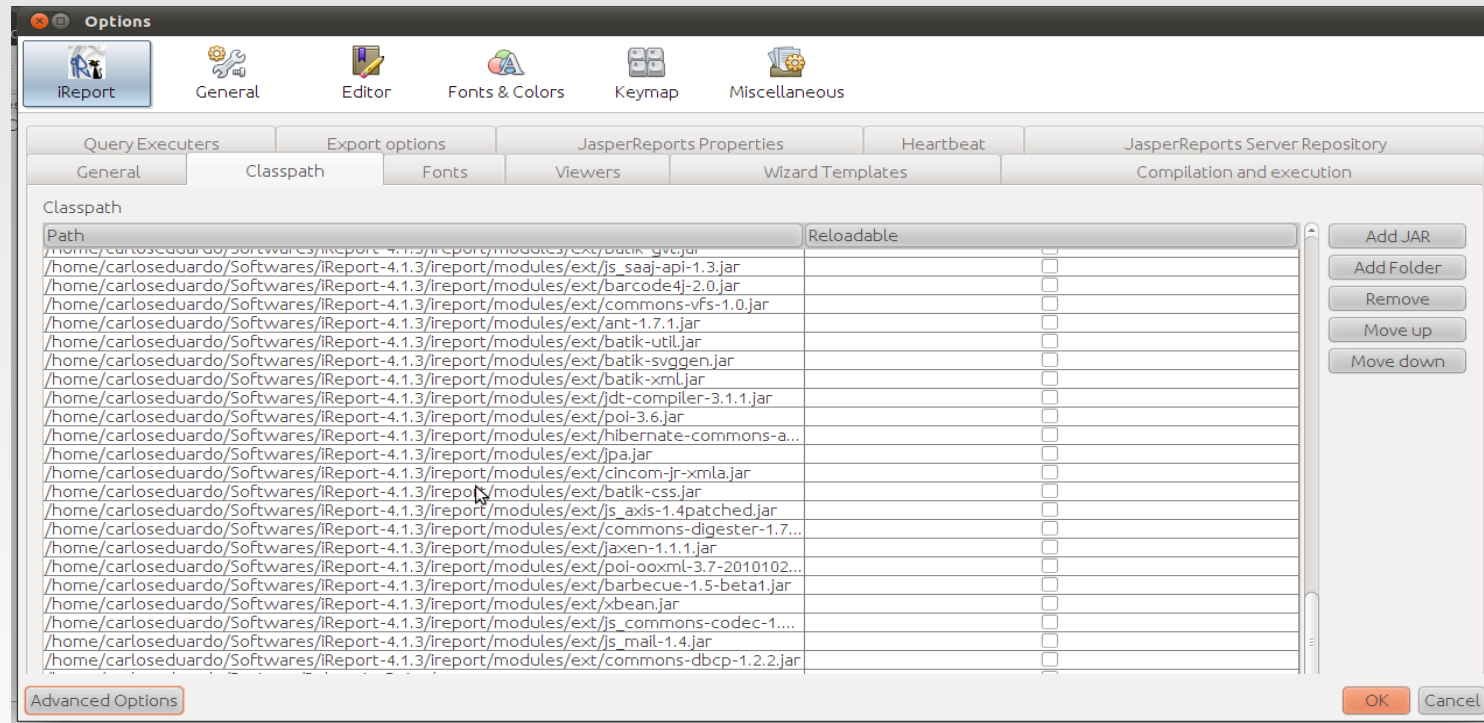 Options
iReport General Editor Fonts & Colors Keymap Miscellaneous
Query Executers Export options JasperReports Properties Heartbeat JasperReports Server Repository
General Classpath Fonts Viewers Wizard Templates Compilation and execution
Classpath
Path Reloadable
/home/carloseduardo/Softwares/iReport-4.1.3/ireport/modules/ext/batik-gvt.jar
/home/carloseduardo/Softwares/iReport-4.1.3/ireport/modules/ext/js_saaj-api-1.3.jar
/home/carloseduardo/Softwares/iReport-4.1.3/ireport/modules/ext/barcode4j-2.0.jar
/home/carloseduardo/Softwares/iReport-4.1.3/ireport/modules/ext/commons-vfs-1.0.jar
/home/carloseduardo/Softwares/iReport-4.1.3/ireport/modules/ext/ant-1.7.1.jar
/home/carloseduardo/Softwares/iReport-4.1.3/ireport/modules/ext/batik-util.jar
/home/carloseduardo/Softwares/iReport-4.1.3/ireport/modules/ext/batik-svggen.jar
/home/carloseduardo/Softwares/iReport-4.1.3/ireport/modules/ext/batik-xml.jar
/home/carloseduardo/Softwares/iReport-4.1.3/ireport/modules/ext/jdt-compiler-3.1.1.jar
/home/carloseduardo/Softwares/iReport-4.1.3/ireport/modules/ext/poi-3.6.jar
/home/carloseduardo/Softwares/iReport-4.1.3/ireport/modules/ext/hibernate-commons-a...
/home/carloseduardo/Softwares/iReport-4.1.3/ireport/modules/ext/jpa.jar
/home/carloseduardo/Softwares/iReport-4.1.3/ireport/modules/ext/cincom-jr-xmla.jar
/home/carloseduardo/Softwares/iReport-4.1.3/ireport/modules/ext/batik-css.jar
/home/carloseduardo/Softwares/iReport-4.1.3/ireport/modules/ext/js_axis-1.4patched.jar
/home/carloseduardo/Softwares/iReport-4.1.3/ireport/modules/ext/commons-digester-1.7...
/home/carloseduardo/Softwares/iReport-4.1.3/ireport/modules/ext/jaxen-1.1.1.jar
/home/carloseduardo/Softwares/iReport-4.1.3/ireport/modules/ext/poi-ooxml-3.7-2010102...
/home/carloseduardo/Softwares/iReport-4.1.3/ireport/modules/ext/barbecue-1.5-beta1.jar
/home/carloseduardo/Softwares/iReport-4.1.3/ireport/modules/ext/xbean.jar
/home/carloseduardo/Softwares/iReport-4.1.3/ireport/modules/ext/js_commons-codec-1....
/home/carloseduardo/Softwares/iReport-4.1.3/ireport/modules/ext/js_mail-1.4.jar
/home/carloseduardo/Softwares/iReport-4.1.3/ireport/modules/ext/commons-dbcp-1.2.2.jar
Add JAR
Add Folder
Remove
Move up
Move down
Advanced Options OK Cancel